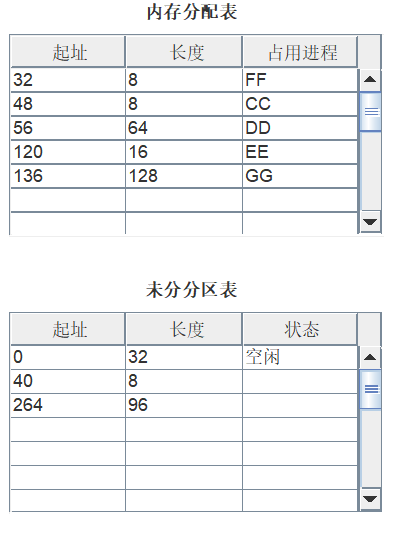 内存分配表
起址 长度 占用进程
32 8 FF
48 8 CC
56 64 DD
120 16 EE
136 128 GG
未分分区表
起址 长度 状态
0 32 空闲
40 8
264 96